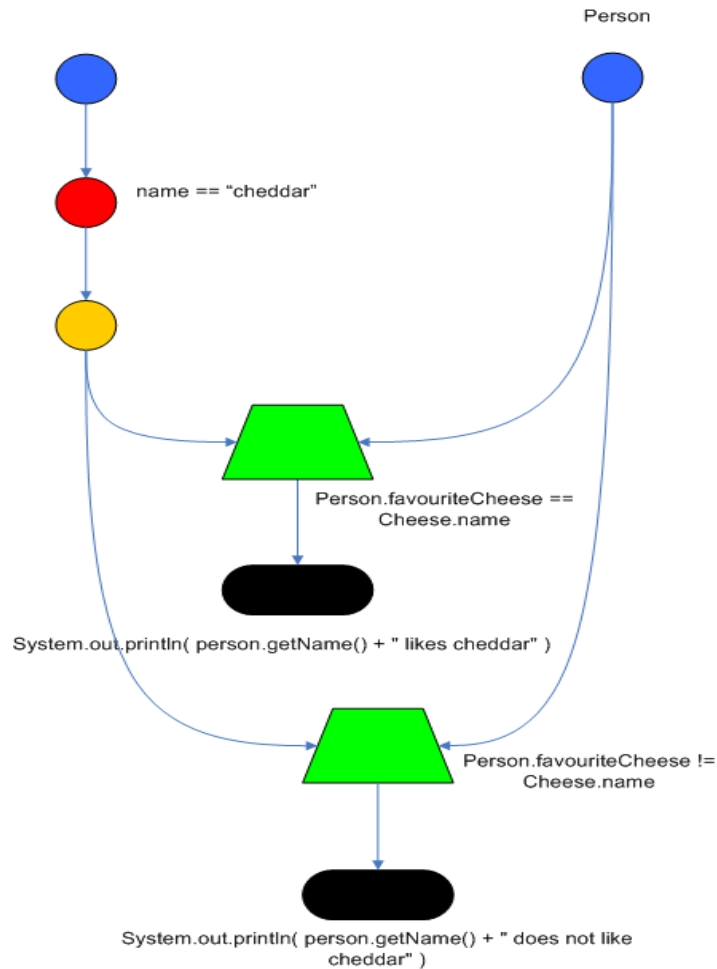 Person
name == “cheddar”
Person.favouriteCheese ==
Cheese.name
System.out.println( person.getName() + " likes cheddar" )
Person.favouriteCheese !=
Cheese.name
System.out.println( person.getName() + " does not like
cheddar" )